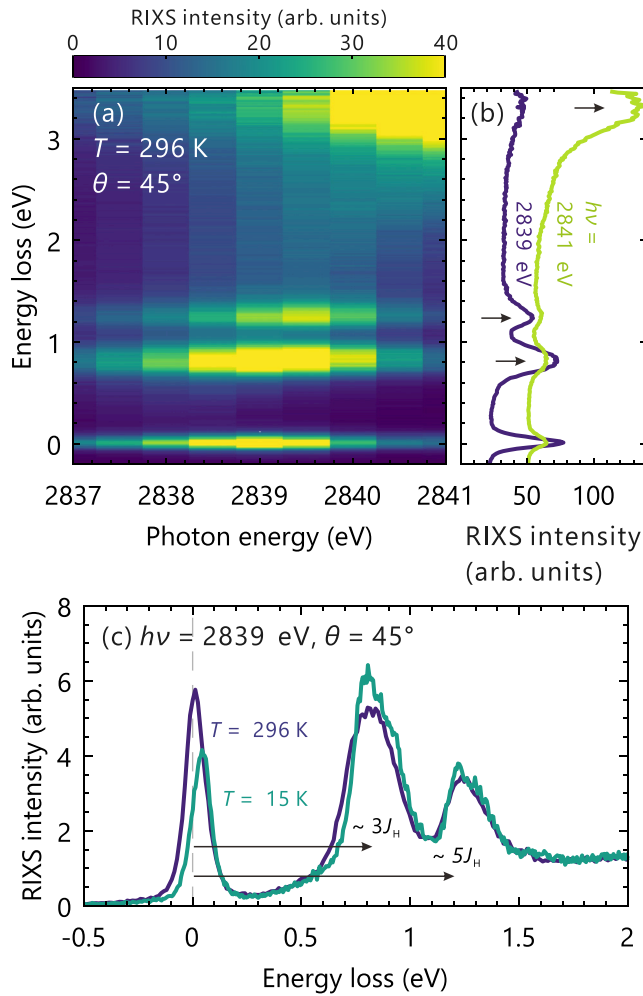 RIXS intensity (arb. units)
0 10 20 30 40
(a)
T = 296 K
θ = 45°
Energy loss (eV)
3
2
1
0
2837 2838 2839 2840 2841
Photon energy (eV)
(b)
hν =
2841 eV
2839 eV
50 100
RIXS intensity
(arb. units)
(c) hν = 2839 eV, θ = 45°
T = 296 K
T = 15 K
~ 3J_H
~ 5J_H
RIXS intensity (arb. units)
8
6
4
2
0
-0.5 0 0.5 1 1.5 2
Energy loss (eV)